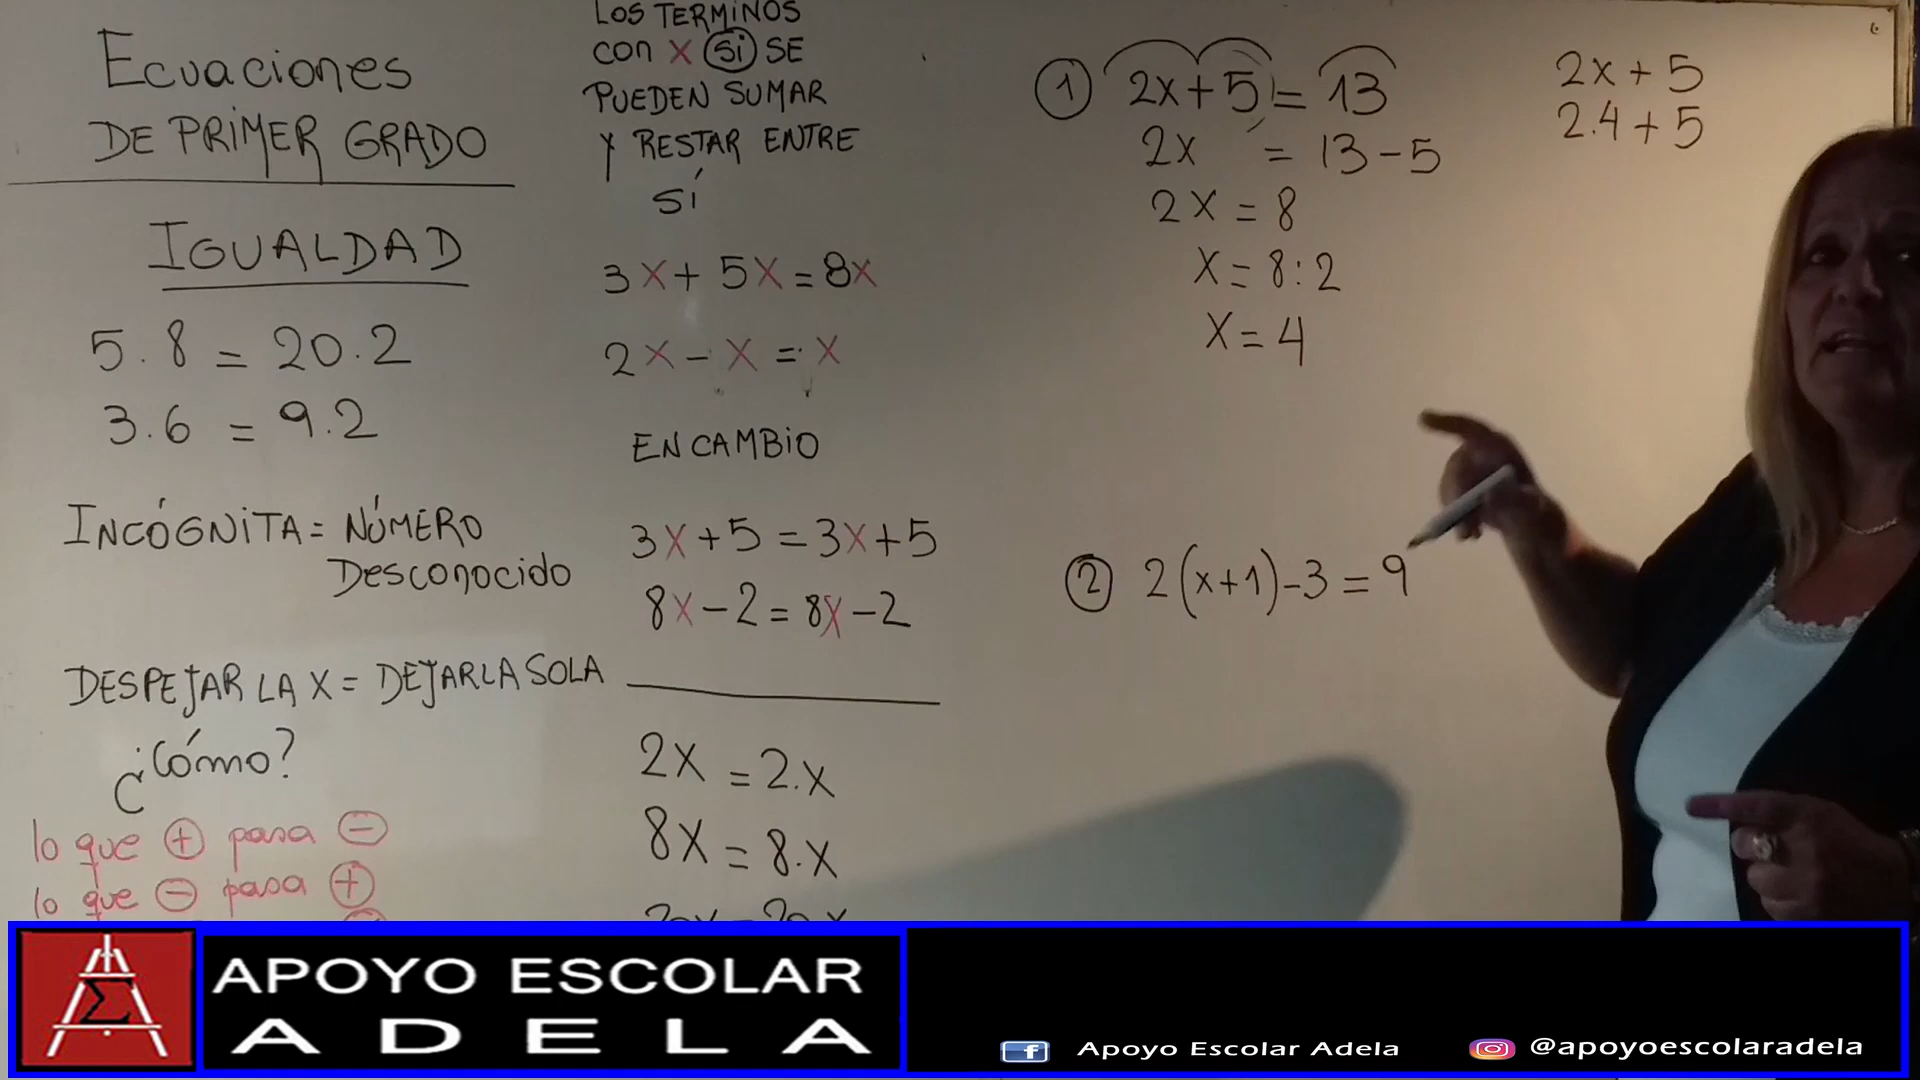 Ecuaciones
DE PRIMER GRADO
IGUALDAD
5.8 = 20.2
3.6 = 9.2
INCÓGNITA = NÚMERO
Desconocido
DESPEJAR LA X = DEJARLA SOLA
¿Cómo?
lo que + pasa -
lo que - pasa +
LOS TERMINOS
con x SI SE
PUEDEN SUMAR
Y RESTAR ENTRE
SÍ
3x + 5x = 8x
2x - x = x
EN CAMBIO
3x + 5 = 3x + 5
8x - 2 = 8x - 2
2x = 2.x
8x = 8.x
1 2x + 5 = 13
2x = 13 - 5
2x = 8
x = 8:2
x = 4
2 2(x+1) - 3 = 9
2x + 5
2.4 + 5
APOYO ESCOLAR
ADELA
f Apoyo Escolar Adela
@apoyoescolaradela